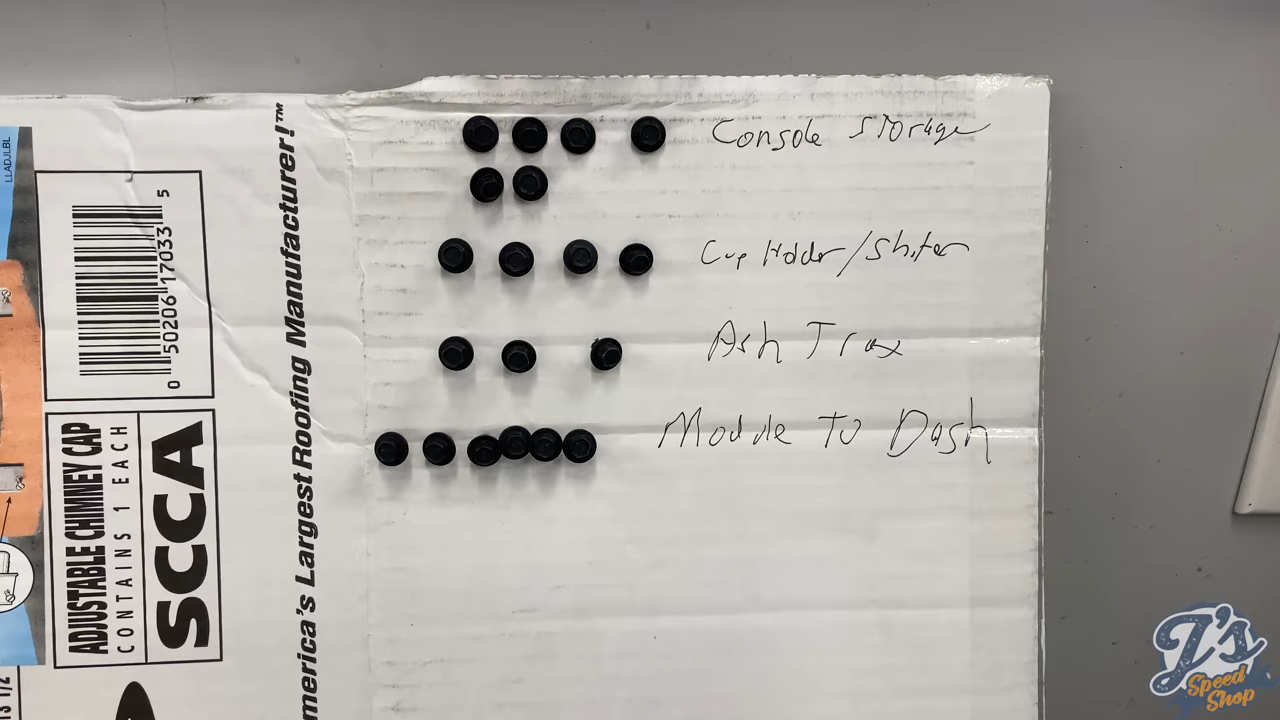 Console storage
Cup Holder/Shifter
Ash Tray
Module To Dash
America's Largest Roofing Manufacturer!™
LLADJLBL
0 50206 17033 5
ADJUSTABLE CHIMNEY CAP
CONTAINS 1 EACH
SCCA
J's
Speed
Shop